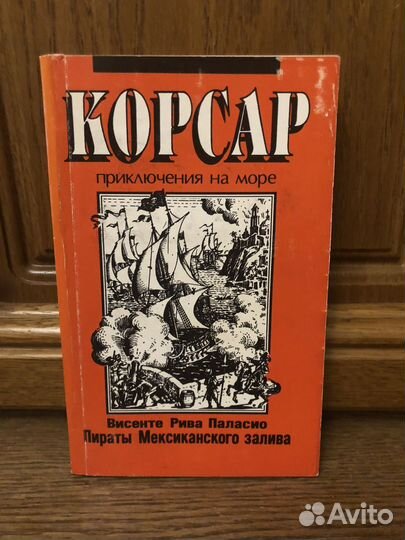 КОРСАР
приключения на море
Висенте Рива Паласио
Пираты Мексиканского залива
Avito